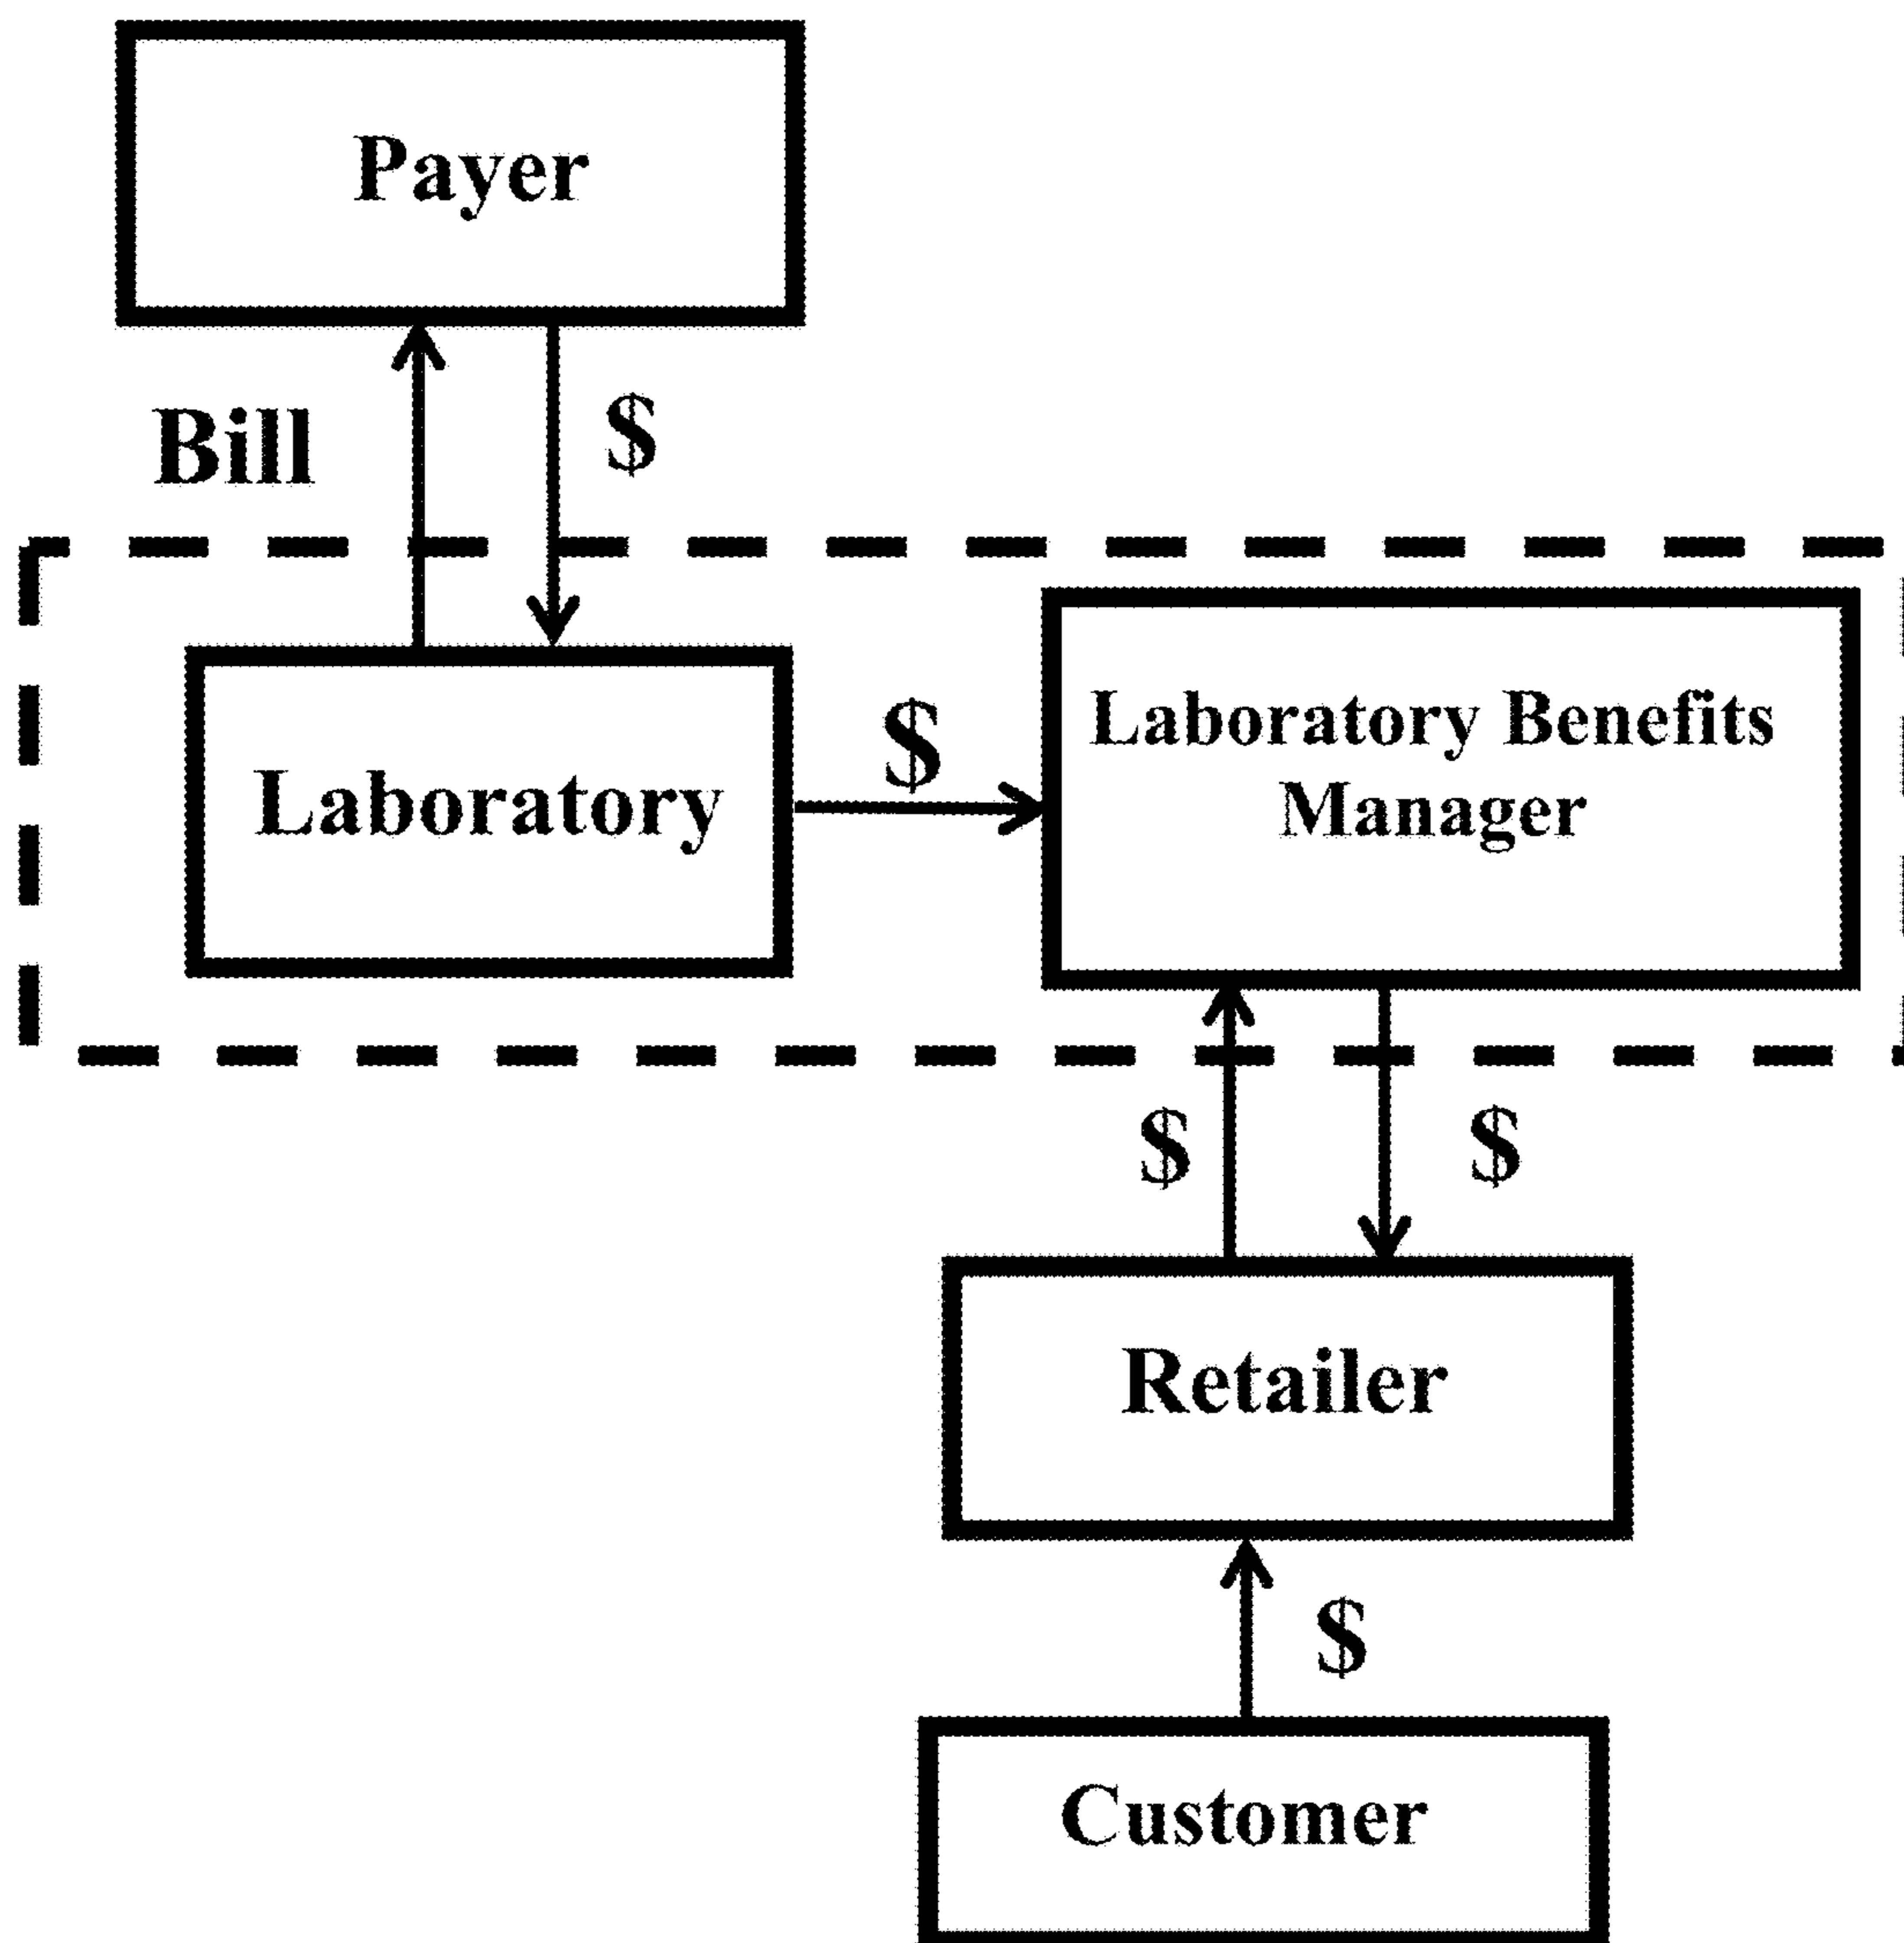 Payer
Bill
$
Laboratory
$
Laboratory Benefits
Manager
$
$
Retailer
$
Customer